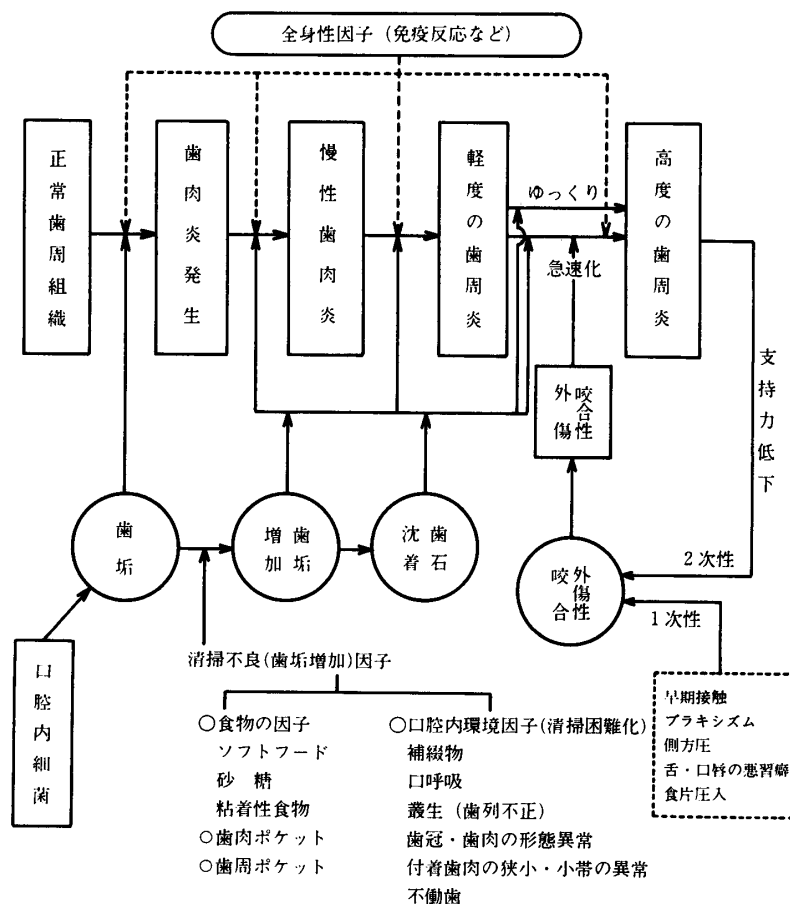 全身性因子（免疫反応など）
正常歯周組織
歯肉炎発生
慢性歯肉炎
軽度の歯周炎
ゆっくり
急速化
高度の歯周炎
支持力低下
咬合性
外傷
歯垢
歯垢
増加
歯石
沈着
外傷性
咬合
2次性
1次性
口腔内細菌
清掃不良(歯垢増加)因子
○食物の因子
ソフトフード
砂　糖
粘着性食物
○歯肉ポケット
○歯周ポケット
○口腔内環境因子(清掃困難化)
補綴物
口呼吸
叢生（歯列不正）
歯冠・歯肉の形態異常
付着歯肉の狭小・小帯の異常
不働歯
早期接触
ブラキシズム
側方圧
舌・口唇の悪習癖
食片圧入